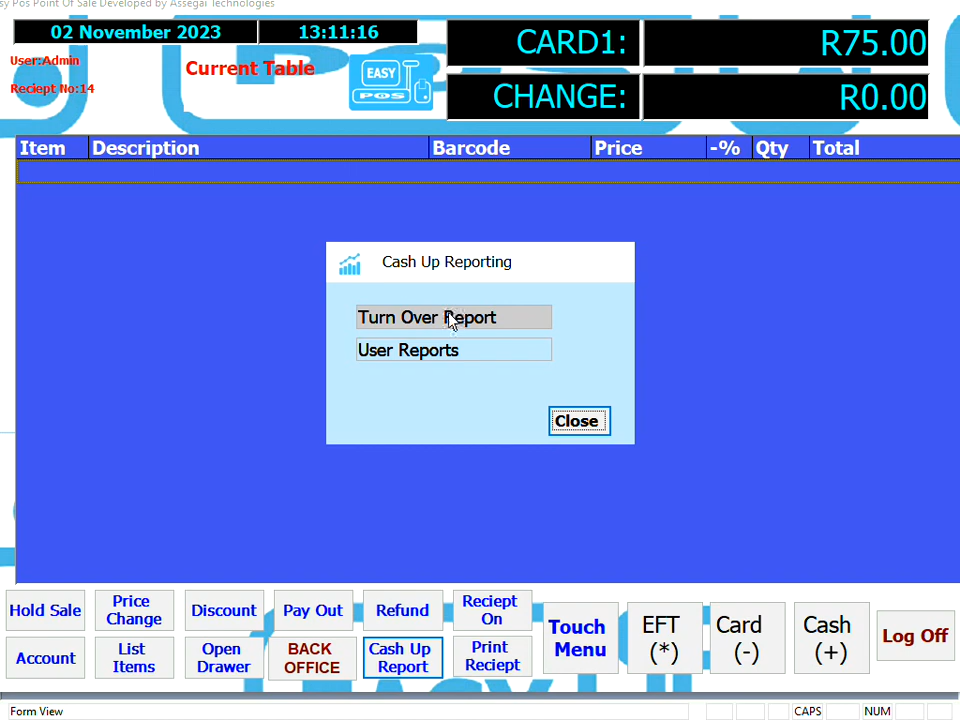 sy Pos Point Of Sale Developed by Assegai Technologies
02 November 2023
13:11:16
CARD1:
R75.00
User:Admin
Current Table
EASY
POS
Reciept No:14
CHANGE:
R0.00
Item Description Barcode Price -% Qty Total
Cash Up Reporting
Turn Over Report
User Reports
Close
Hold Sale
Price
Change
Discount
Pay Out
Refund
Reciept
On
Account
List
Items
Open
Drawer
BACK
OFFICE
Cash Up
Report
Print
Reciept
Touch
Menu
EFT
(*)
Card
(-)
Cash
(+)
Log Off
Form View
CAPS
NUM